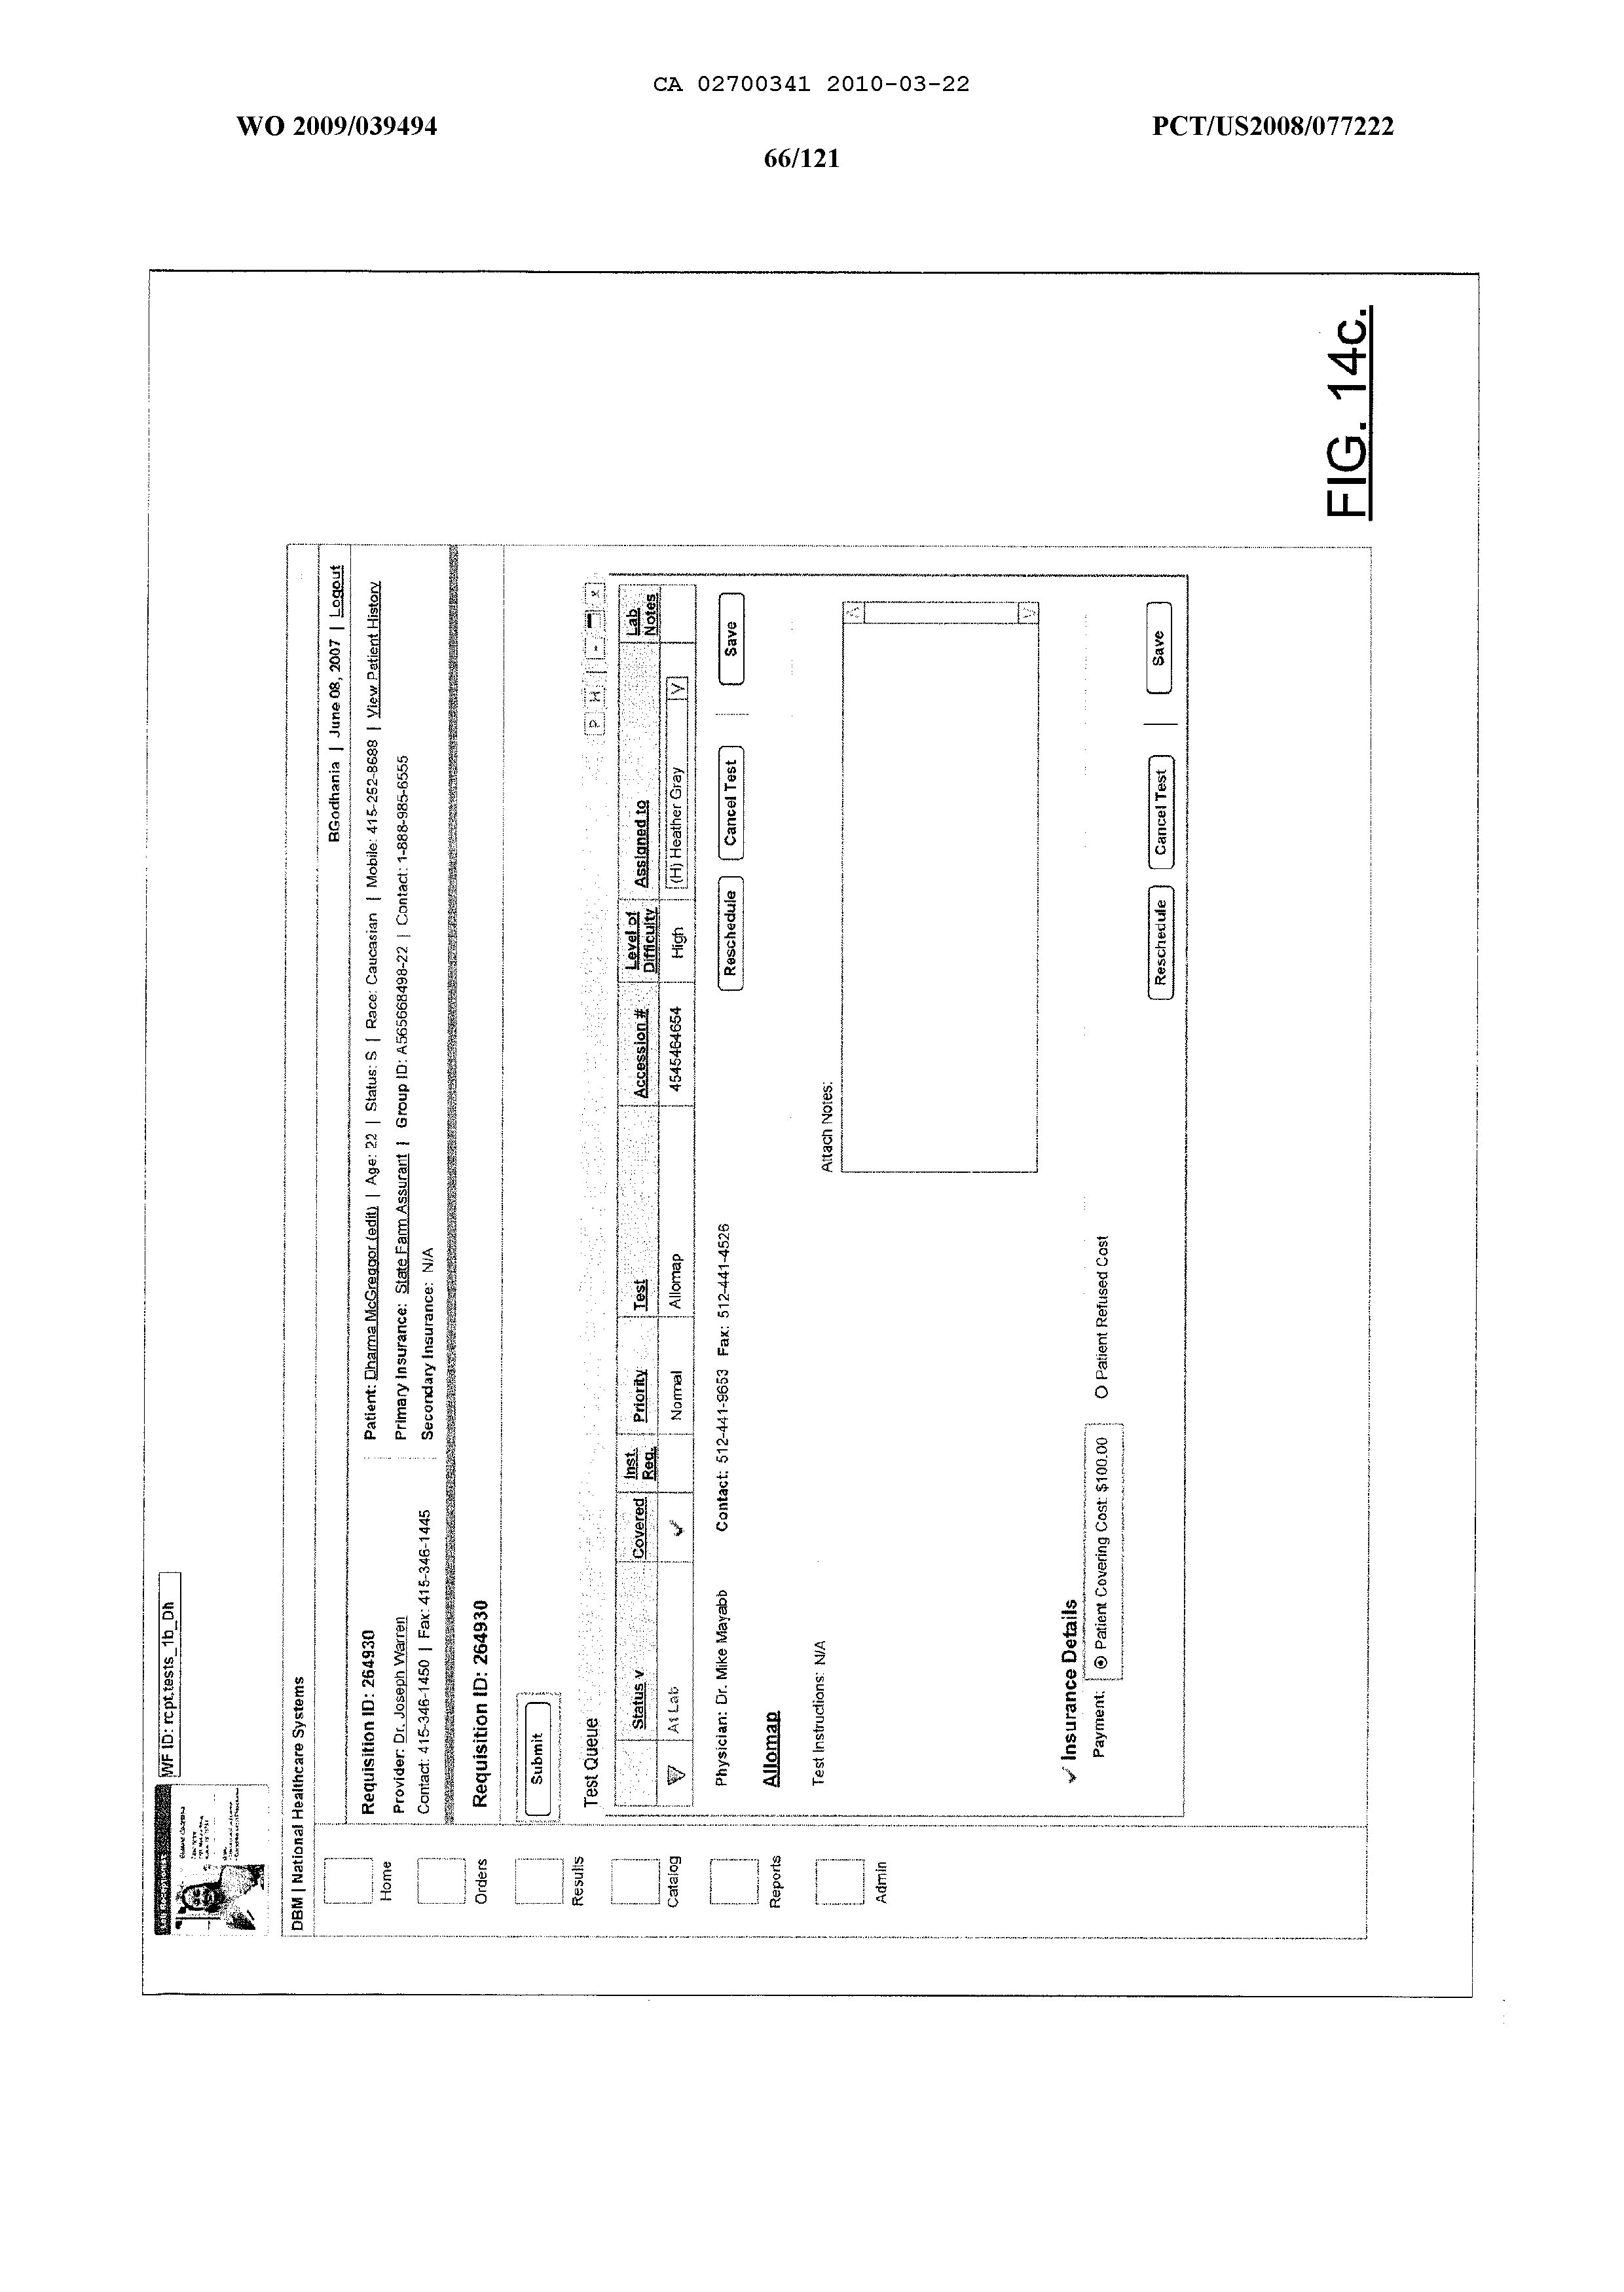 CA 02700341 2010-03-22
WO 2009/039494
PCT/US2008/077222
66/121
WF ID: rcpt.tests_1b_Dh
DBM | National Healthcare Systems
BGodhania | June 08, 2007 | Logout
Home
Orders
Results
Catalog
Reports
Admin
Requisition ID: 264930
Provider: Dr. Joseph Warren
Contact: 415-346-1450 | Fax: 415-346-1445
Patient: Dharma McGreggor (edit) | Age: 22 | Status: S | Race: Caucasian | Mobile: 415-252-8688 | View Patient History
Primary Insurance: State Farm Assurant | Group ID: A565668498-22 | Contact: 1-888-985-6555
Secondary Insurance: N/A
Requisition ID: 264930
Submit
Test Queue
P H - x
Status v Covered Inst. Req. Priority Test Accession # Level of Difficulty Assigned to Lab Notes
At Lab ✓ Normal Allomap 4545464654 High (H) Heather Gray V
Physician: Dr. Mike Mayabb Contact: 512-441-9653 Fax: 512-441-4526
Reschedule Cancel Test | Save
Allomap
Test Instructions: N/A
Attach Notes:
✓ Insurance Details
Payment: Patient Covering Cost: $100.00 Patient Refused Cost
Reschedule Cancel Test | Save
FIG. 14c.